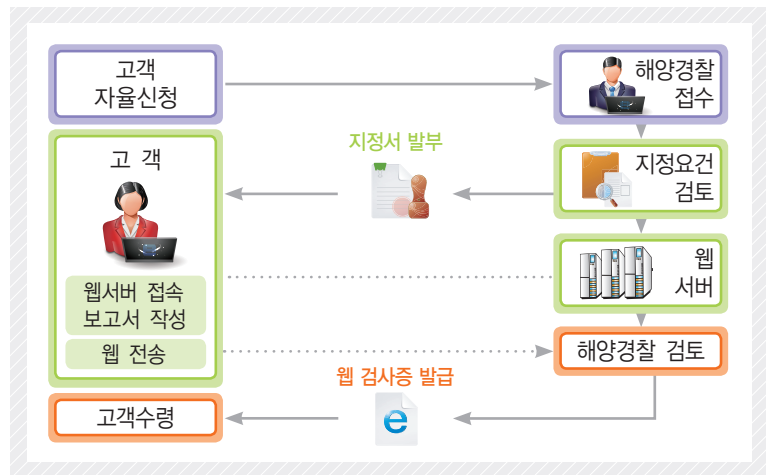 고객
자율신청
해양경찰
접수
지정서 발부
고 객
지정요건
검토
웹
서버
웹서버 접속
보고서 작성
웹 전송
해양경찰 검토
웹 검사증 발급
고객수령
e